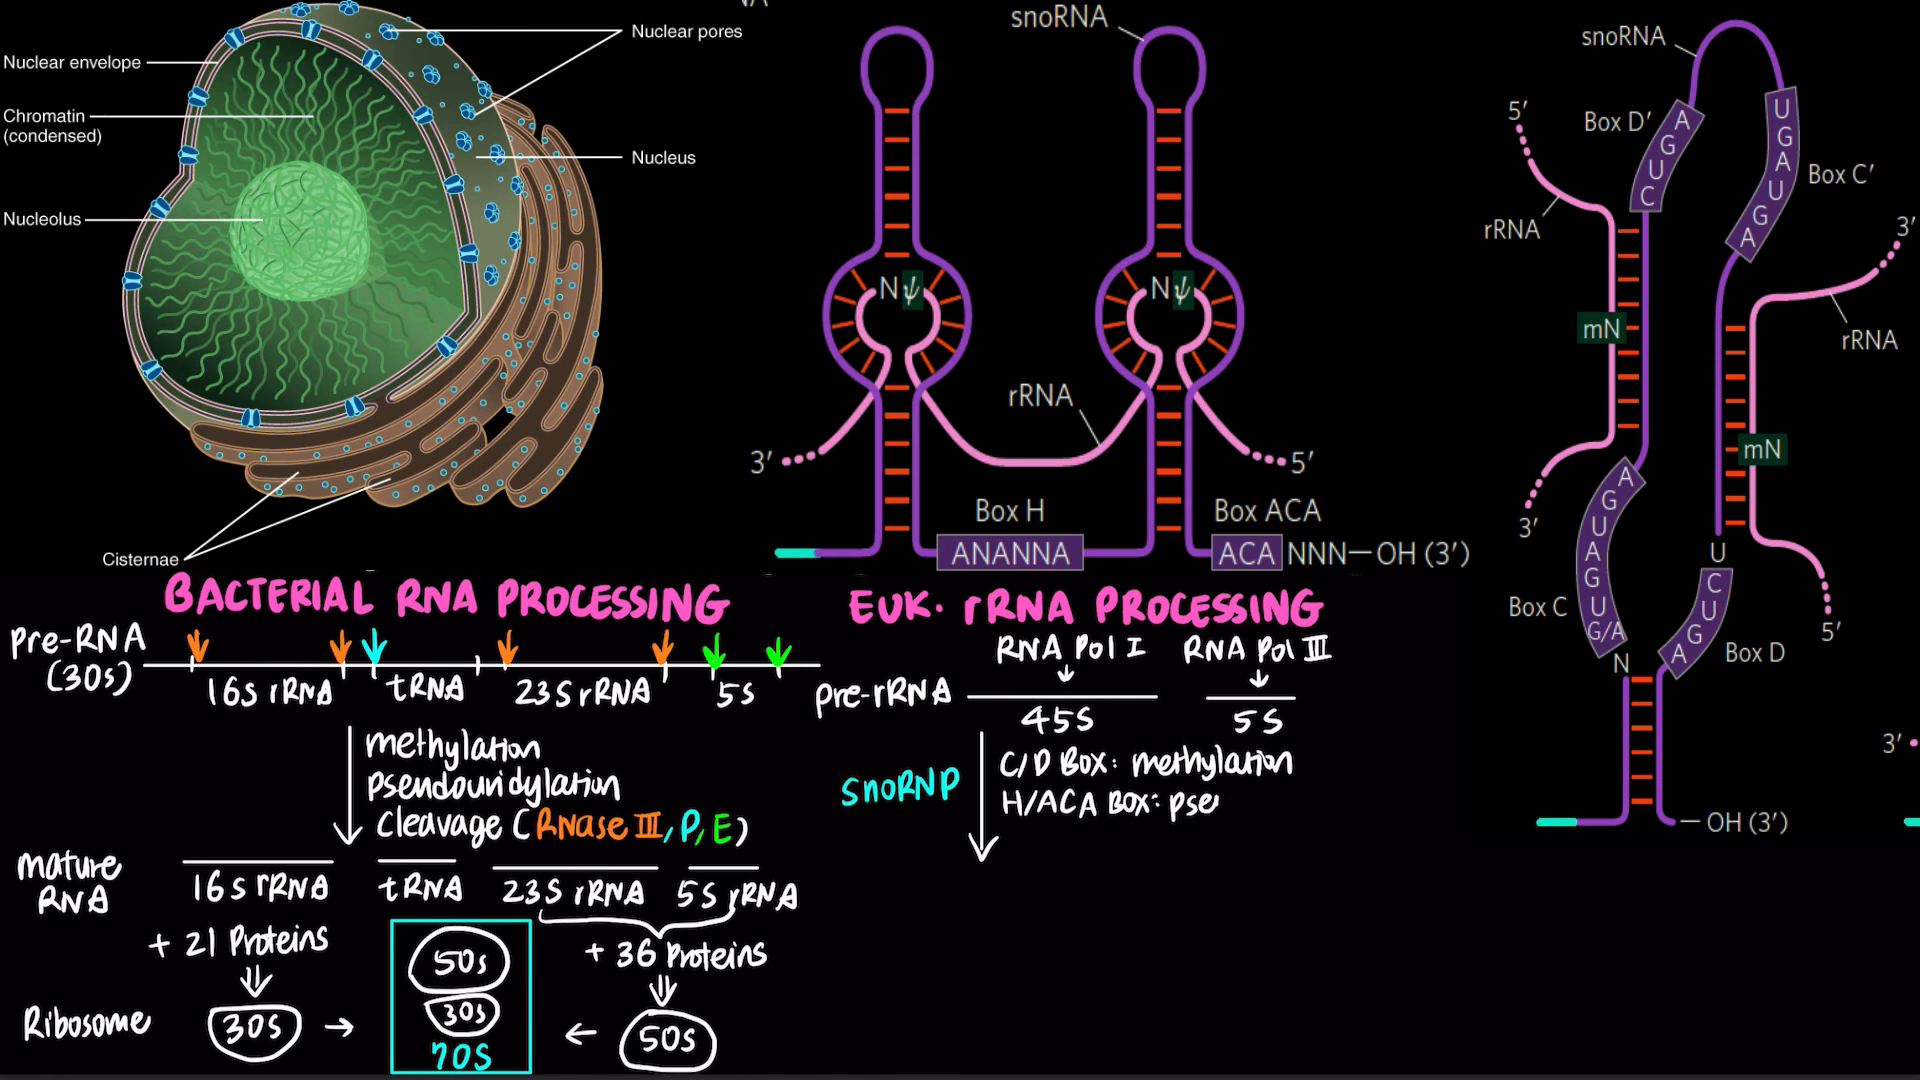 Nuclear pores
Nuclear envelope
Chromatin
(condensed)
Nucleus
Nucleolus
Cisternae
snoRNA
N ψ
N ψ
rRNA
3′
5′
Box H
Box ACA
ANANNA
ACA NNN—OH (3′)
snoRNA
5′
Box D′
A
G
U
C
U
G
A
U
G
A
Box C′
rRNA
3′
mN
rRNA
mN
3′
A
G
U
A
G
U
G/A
Box C
N
U
C
U
G
A
Box D
5′
—OH (3′)
3′
BACTERIAL RNA PROCESSING
Pre-RNA
(30s)
16S rRNA
tRNA
23S rRNA
5S
methylation
pseudouridylation
cleavage (RNase III, P, E)
mature
RNA
16S rRNA
tRNA
23S rRNA
5S rRNA
+ 21 Proteins
+ 36 Proteins
Ribosome
30S
50S
30S
70S
50S
EUK. rRNA PROCESSING
RNA Pol I
RNA Pol III
pre-rRNA
45S
5S
snoRNP
C/D Box: methylation
H/ACA Box: pse